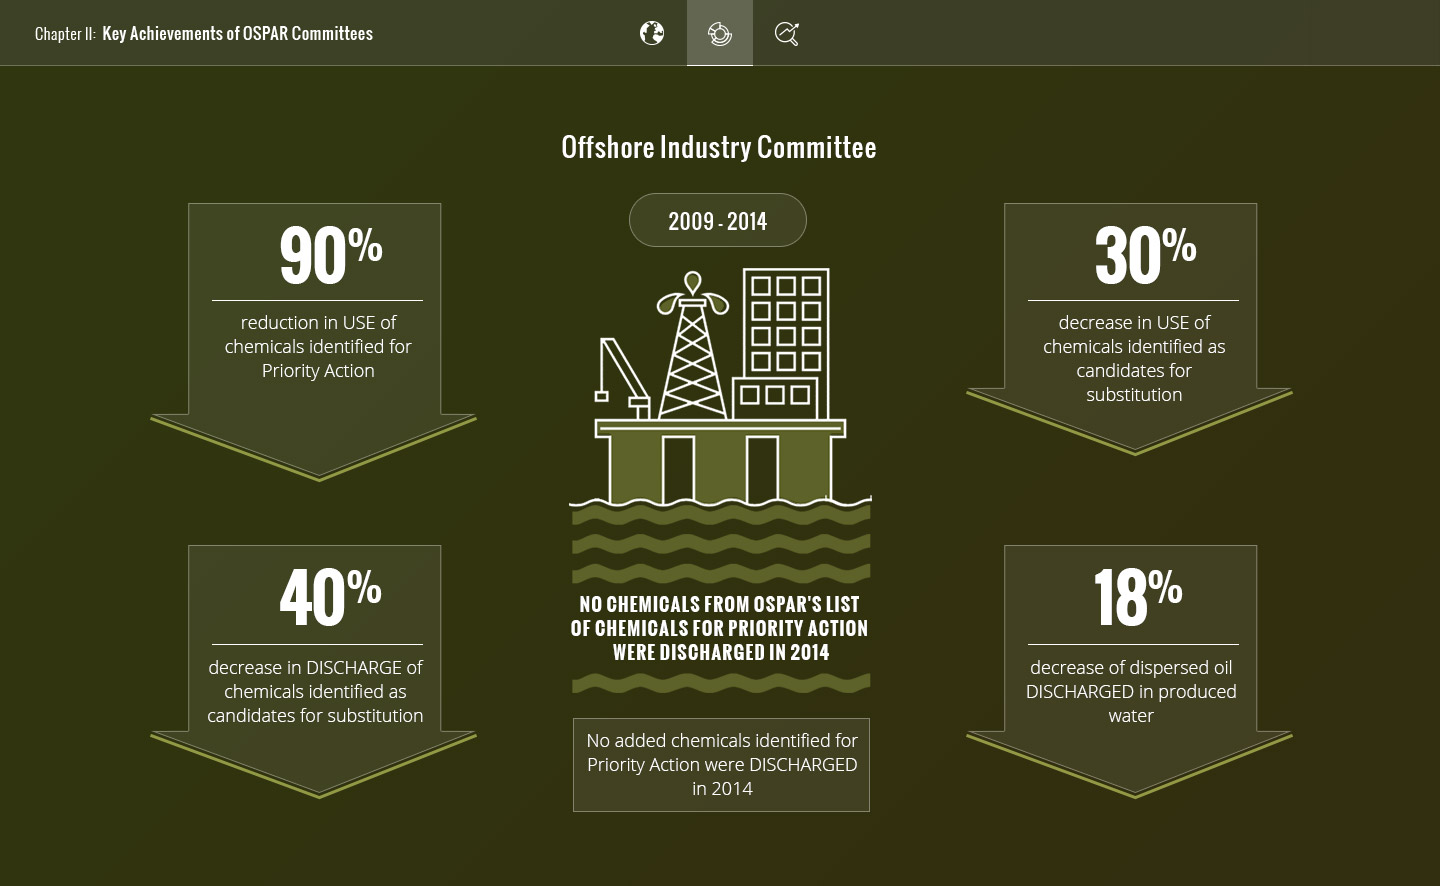 Chapter II: Key Achievements of OSPAR Committees
Offshore Industry Committee
2009 - 2014
90%
reduction in USE of
chemicals identified for
Priority Action
30%
decrease in USE of
chemicals identified as
candidates for
substitution
40%
decrease in DISCHARGE of
chemicals identified as
candidates for substitution
NO CHEMICALS FROM OSPAR'S LIST
OF CHEMICALS FOR PRIORITY ACTION
WERE DISCHARGED IN 2014
No added chemicals identified for
Priority Action were DISCHARGED
in 2014
18%
decrease of dispersed oil
DISCHARGED in produced
water